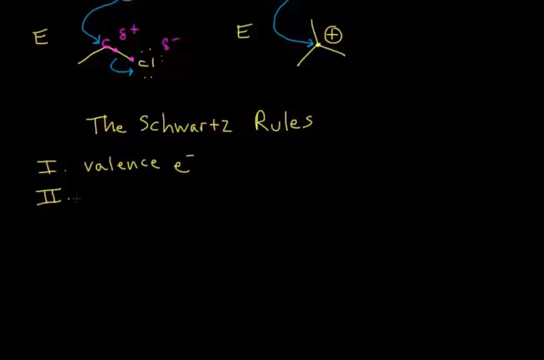 E δ+ δ- E +
C Cl
The Schwartz Rules
I. valence e-
II.